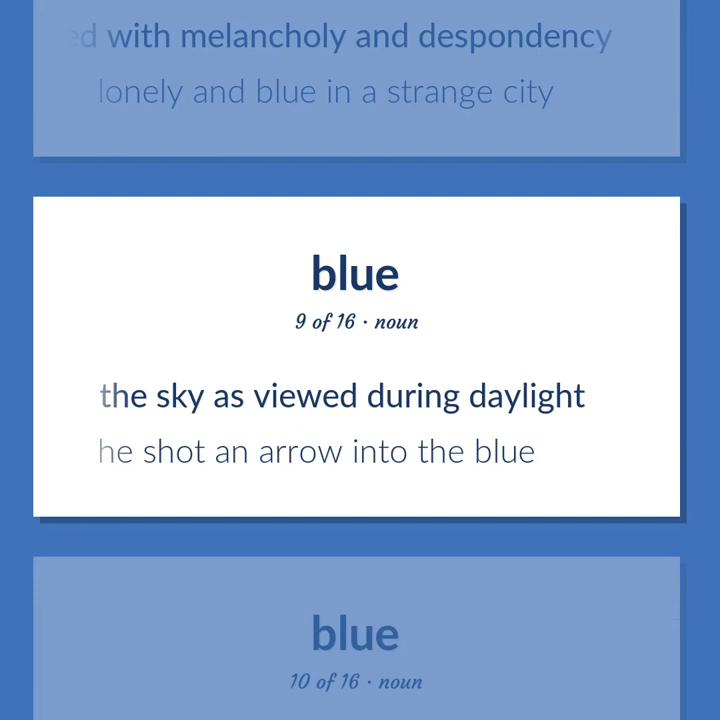 with melancholy and despondency
lonely and blue in a strange city
blue
9 of 16 · noun
the sky as viewed during daylight
he shot an arrow into the blue
blue
10 of 16 · noun